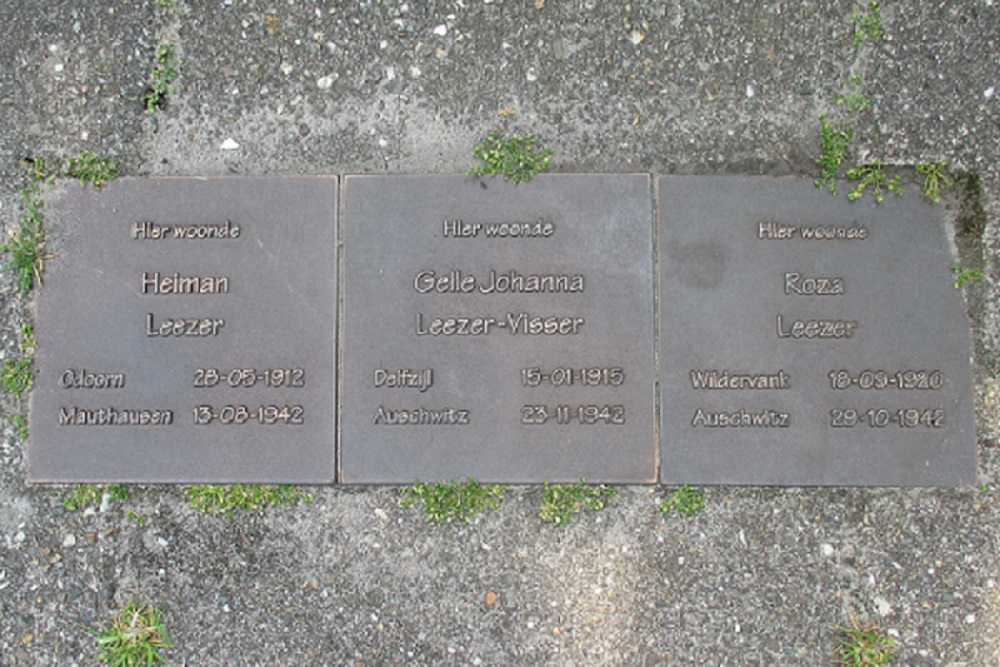 Hier woonde
Heiman
Leezer
Odoorn 28-05-1912
Mauthausen 13-08-1942
Hier woonde
Gelle Johanna
Leezer-Visser
Delfzijl 15-01-1915
Auschwitz 23-11-1942
Hier woonde
Roza
Leezer
Wildervank 18-09-1920
Auschwitz 29-10-1942